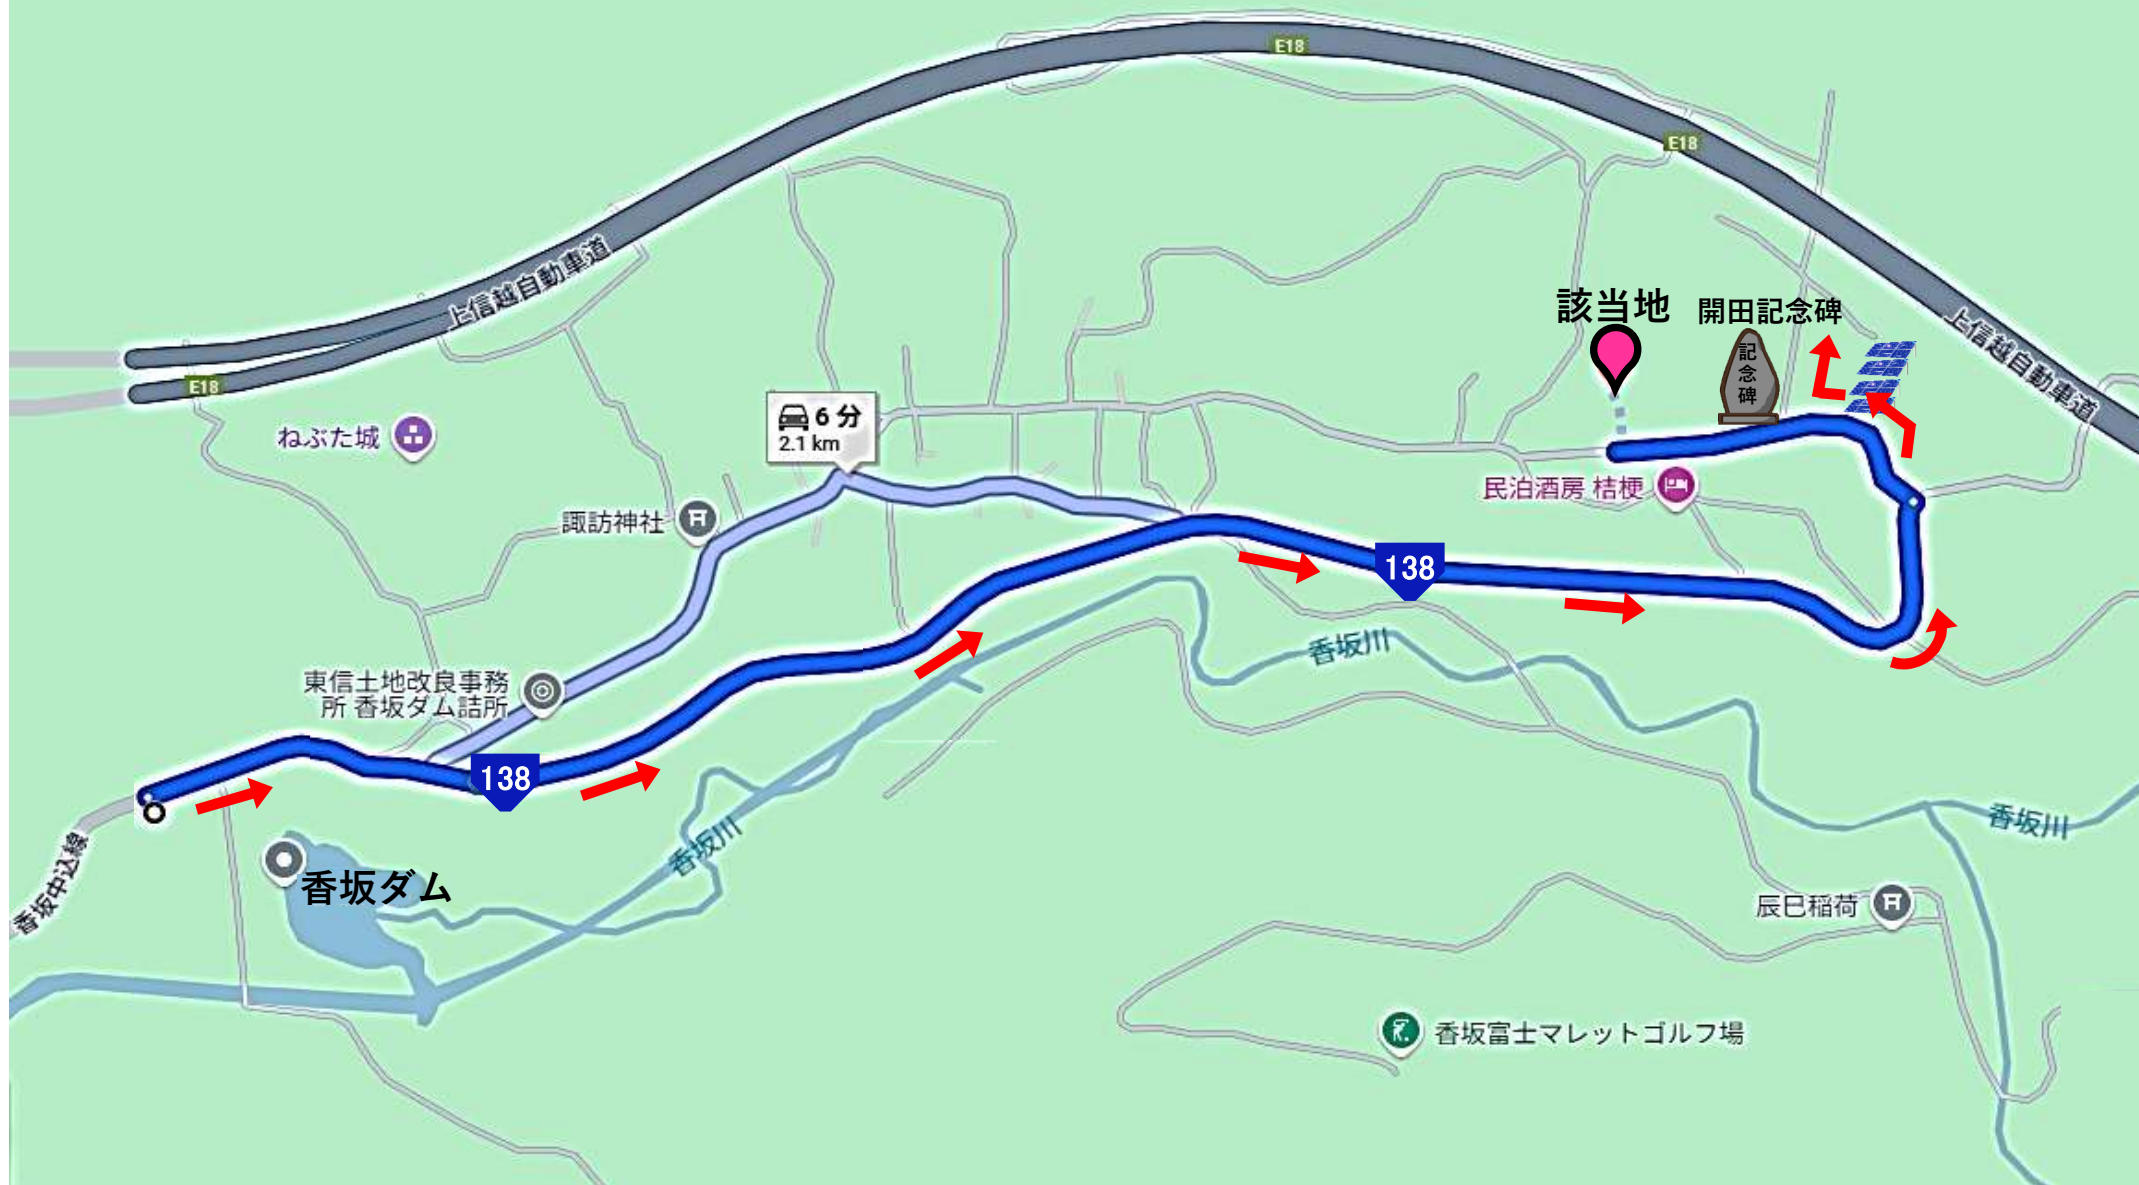 E18
E18
上信越自動車道
該当地
開田記念碑
上信越自動車道
記
念
碑
E18
6 分
2.1 km
ねぶた城
民泊酒房 桔梗
諏訪神社
138
香坂川
東信土地改良事務
所 香坂ダム詰所
138
香坂川
香坂川
香坂中込線
香坂ダム
辰巳稲荷
香坂富士マレットゴルフ場